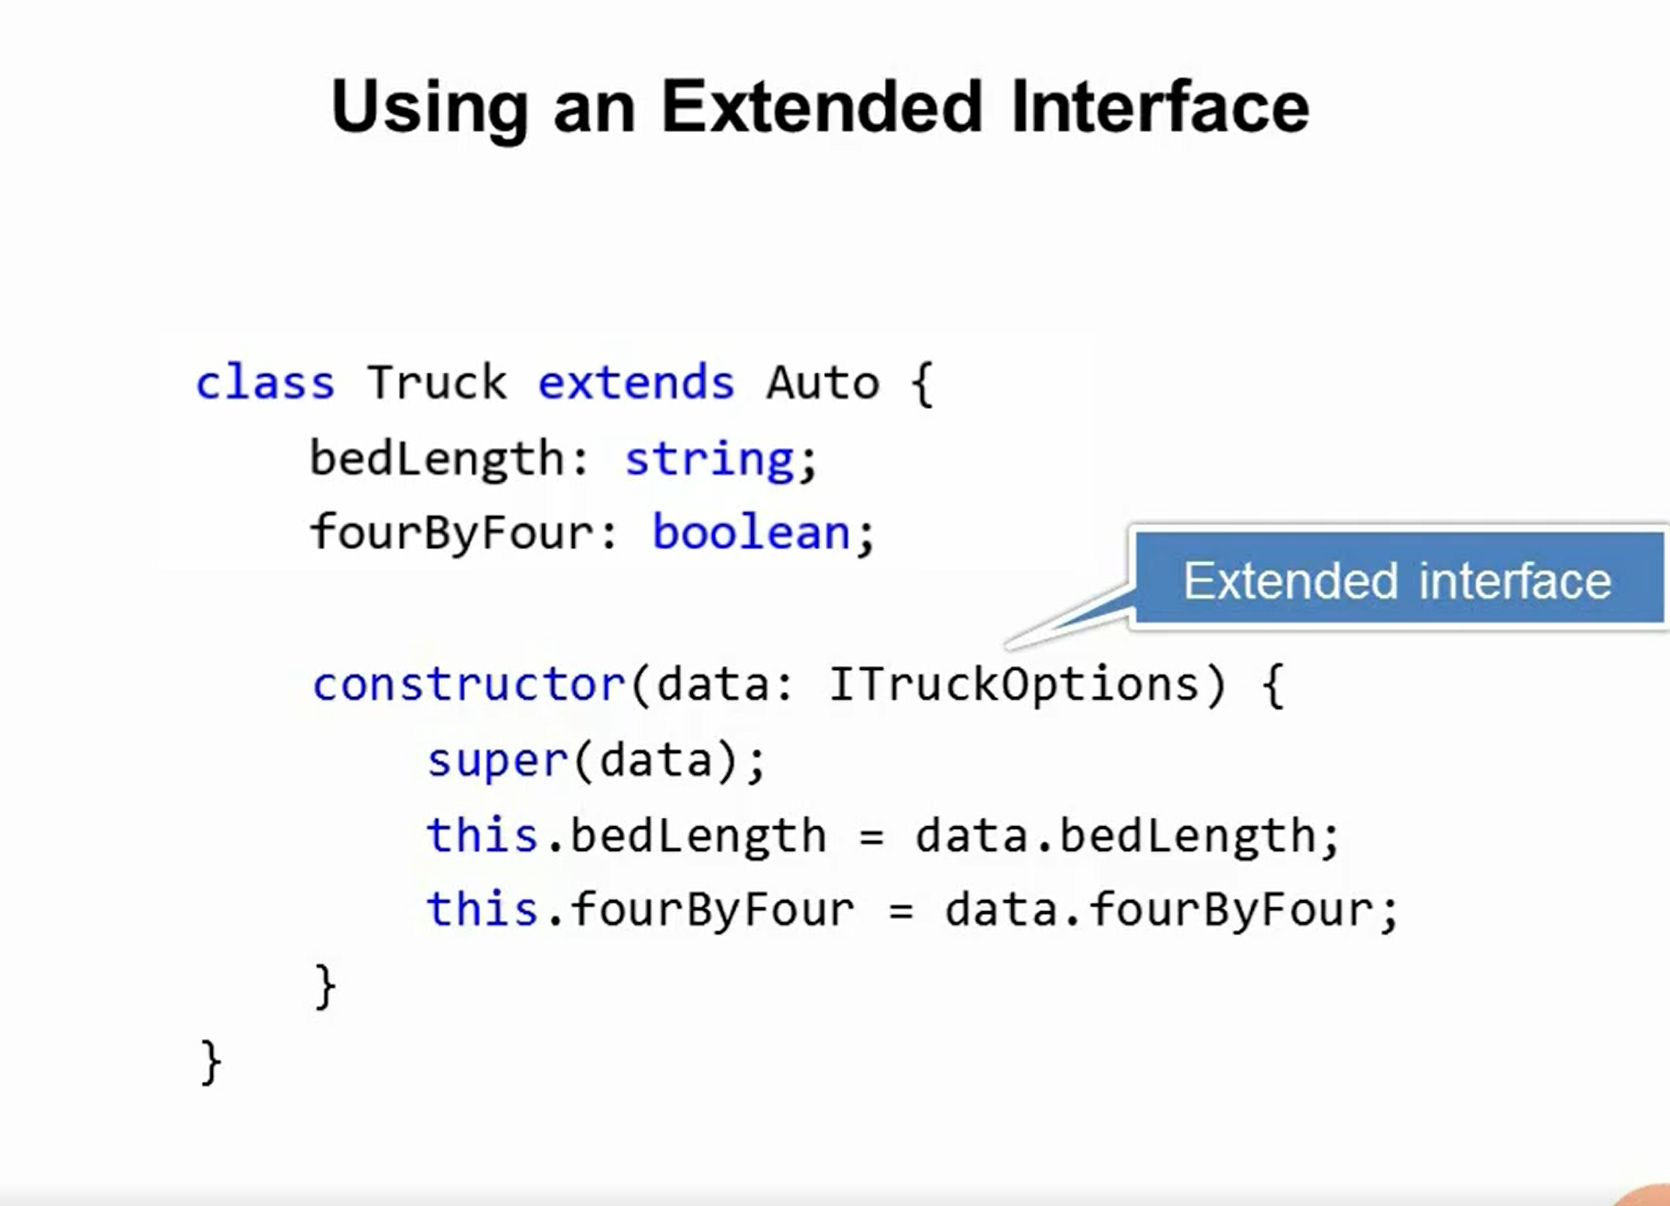 Using an Extended Interface
class Truck extends Auto {
bedLength: string;
fourByFour: boolean;
Extended interface
constructor(data: ITruckOptions) {
super(data);
this.bedLength = data.bedLength;
this.fourByFour = data.fourByFour;
}
}